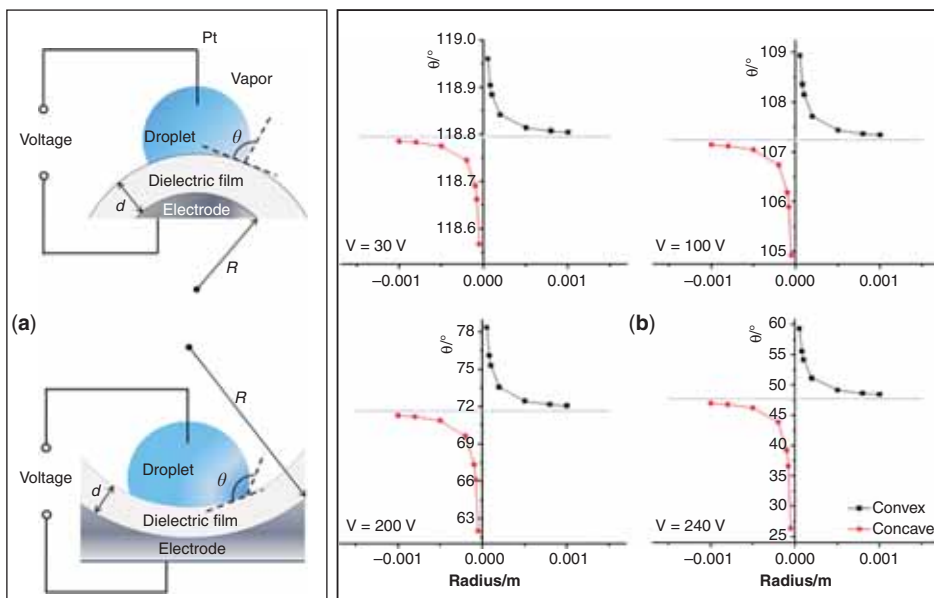 Pt
Vapor
Voltage
Droplet
θ
Dielectric film
d
Electrode
R
(a)
R
Voltage
Droplet
θ
d
Dielectric film
Electrode
θ/°
119.0
118.9
118.8
118.7
118.6
V = 30 V
−0.001 0.000 0.001
θ/°
109
108
107
106
105
V = 100 V
−0.001 0.000 0.001
(b)
θ/°
78
75
72
69
66
63
V = 200 V
−0.001 0.000 0.001
Radius/m
θ/°
60
55
50
45
40
35
30
25
V = 240 V
Convex
Concave
−0.001 0.000 0.001
Radius/m